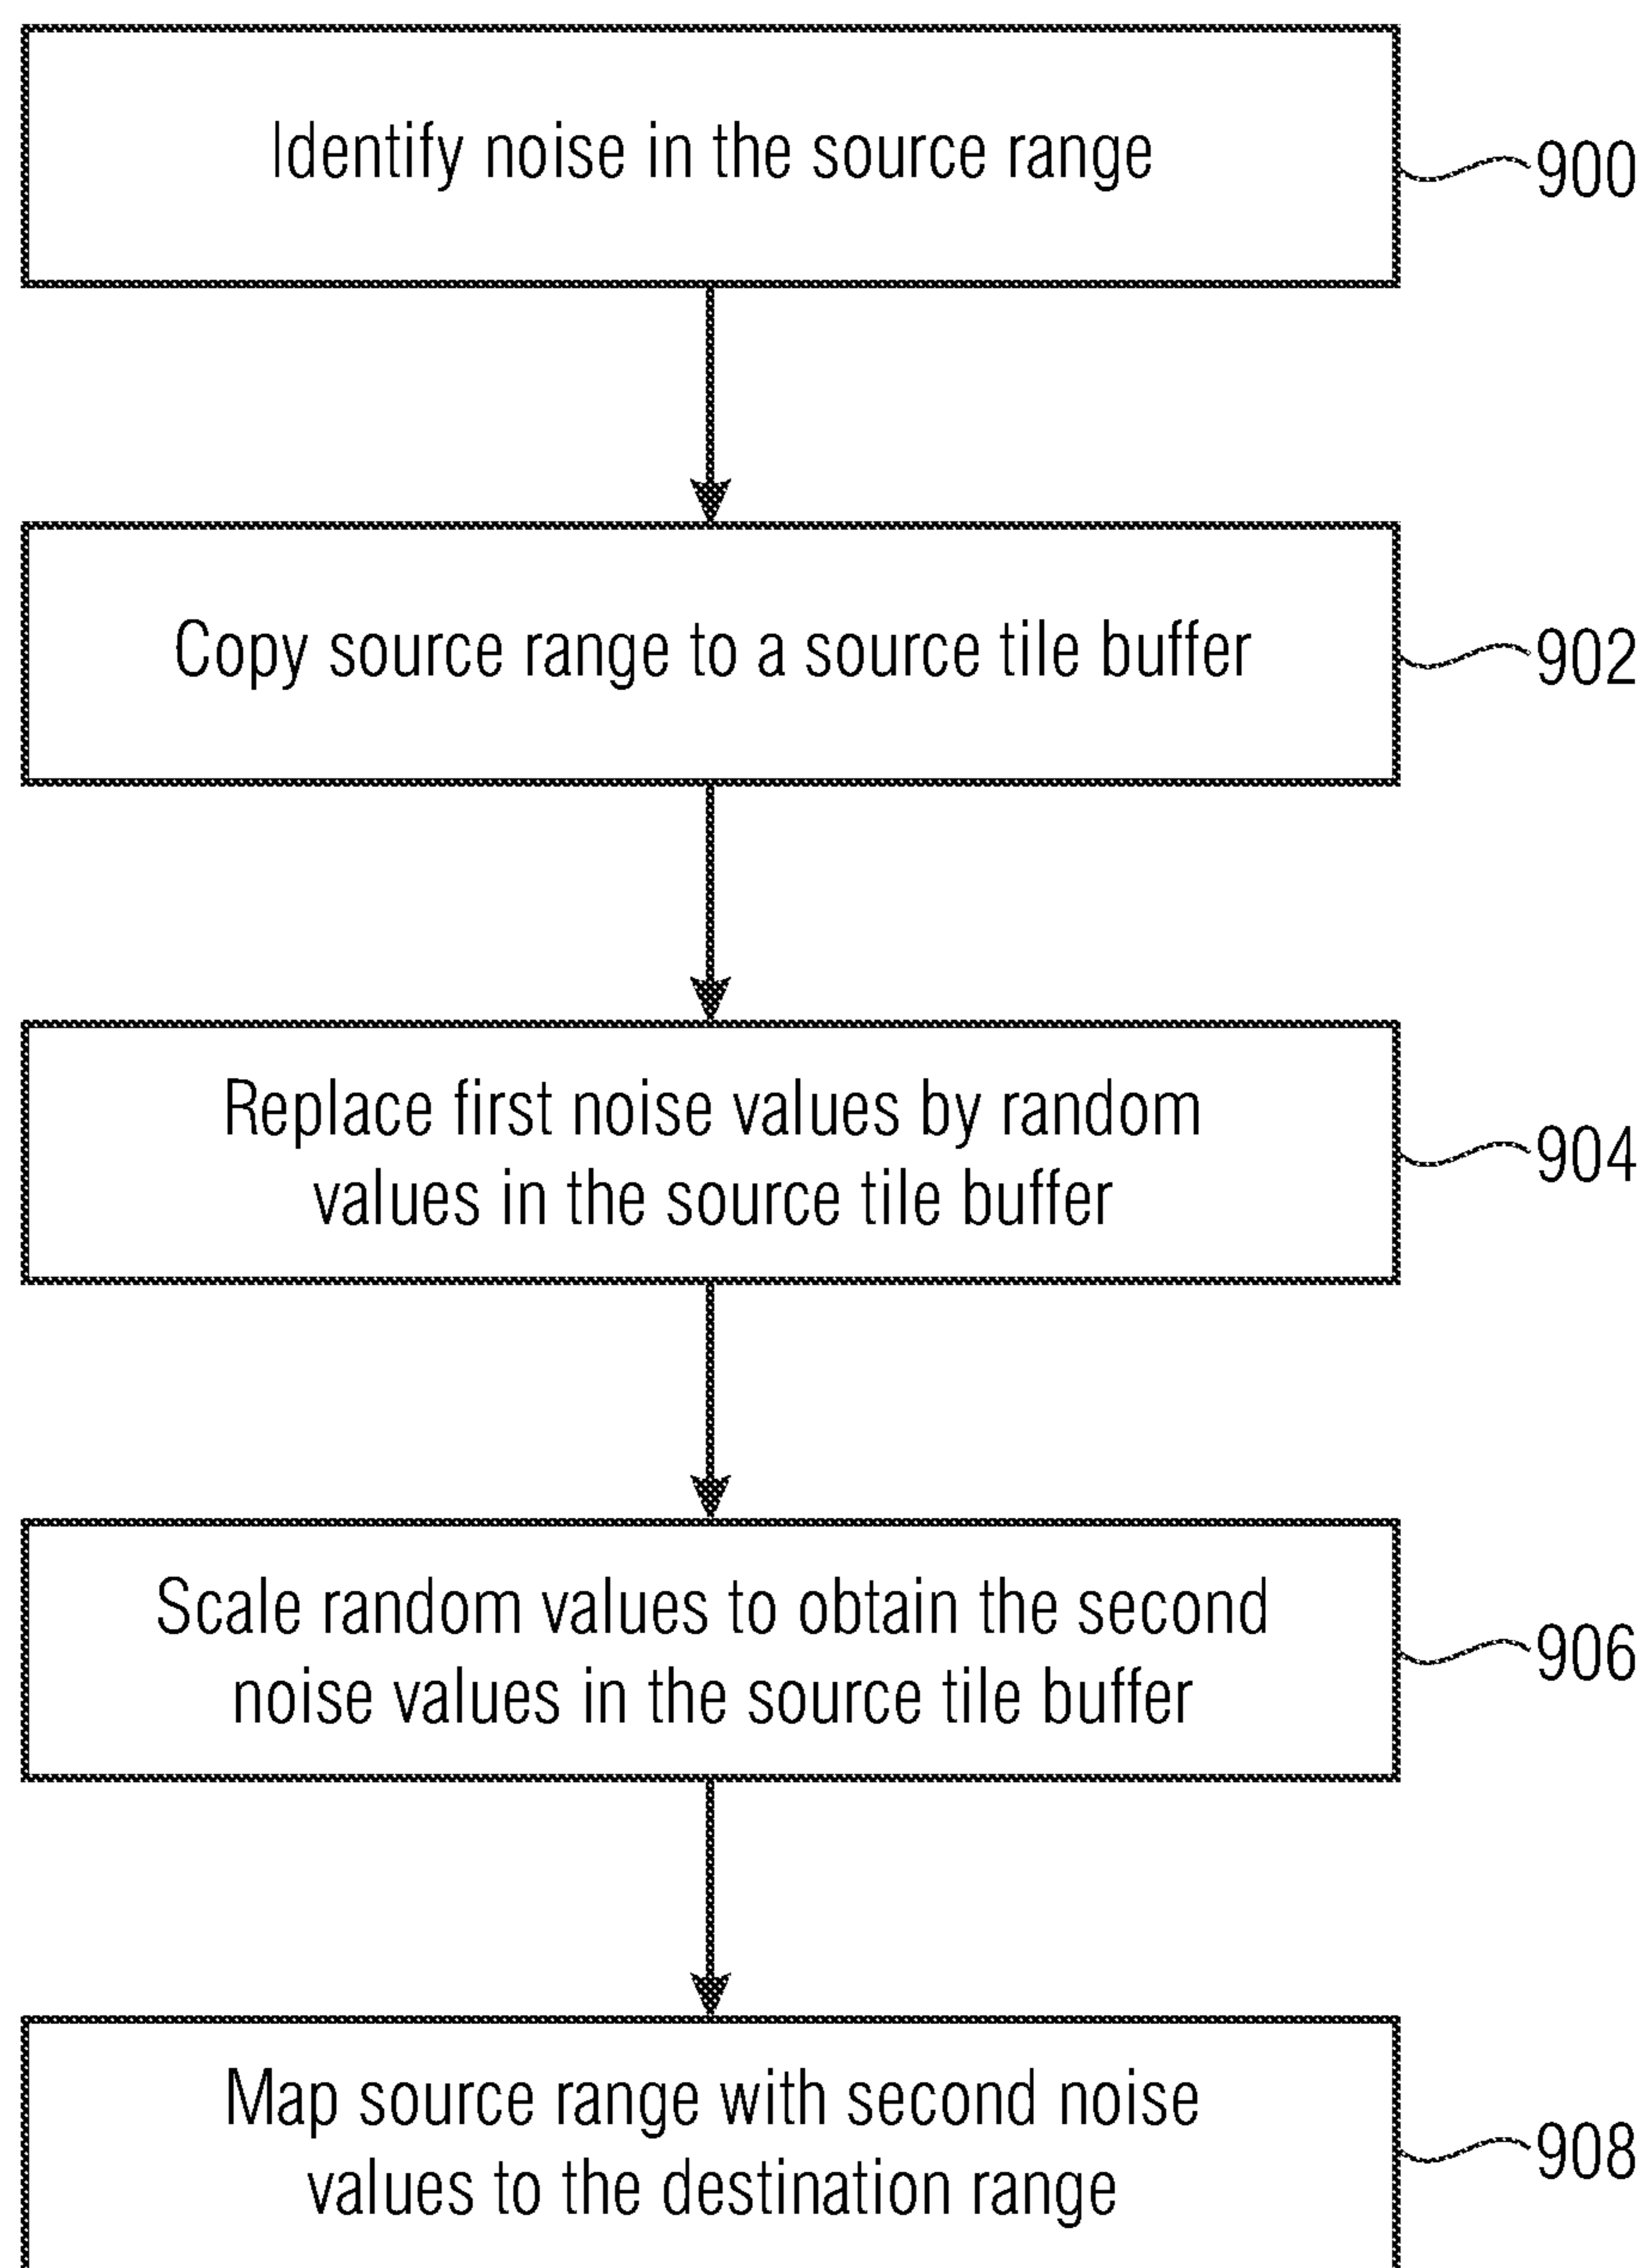 Identify noise in the source range
900
Copy source range to a source tile buffer
902
Replace first noise values by random
values in the source tile buffer
904
Scale random values to obtain the second
noise values in the source tile buffer
906
Map source range with second noise
values to the destination range
908